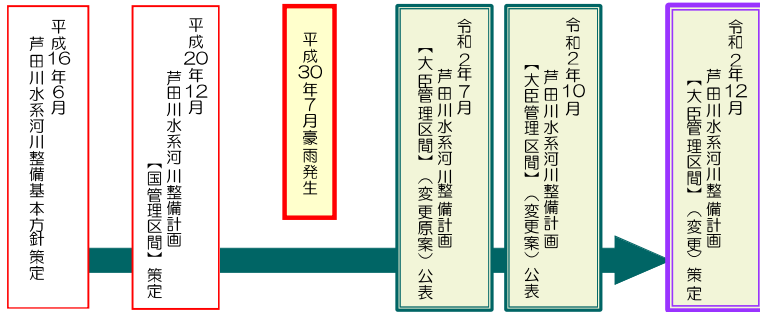 平成16年6月
芦田川水系河川整備基本方針策定
平成20年12月
芦田川水系河川整備計画
【国管理区間】策定
平成30年7月豪雨発生
令和2年7月
芦田川水系河川整備計画
【大臣管理区間】（変更原案）公表
令和2年10月
芦田川水系河川整備計画
【大臣管理区間】（変更案）公表
令和2年12月
芦田川水系河川整備計画
【大臣管理区間】（変更）策定